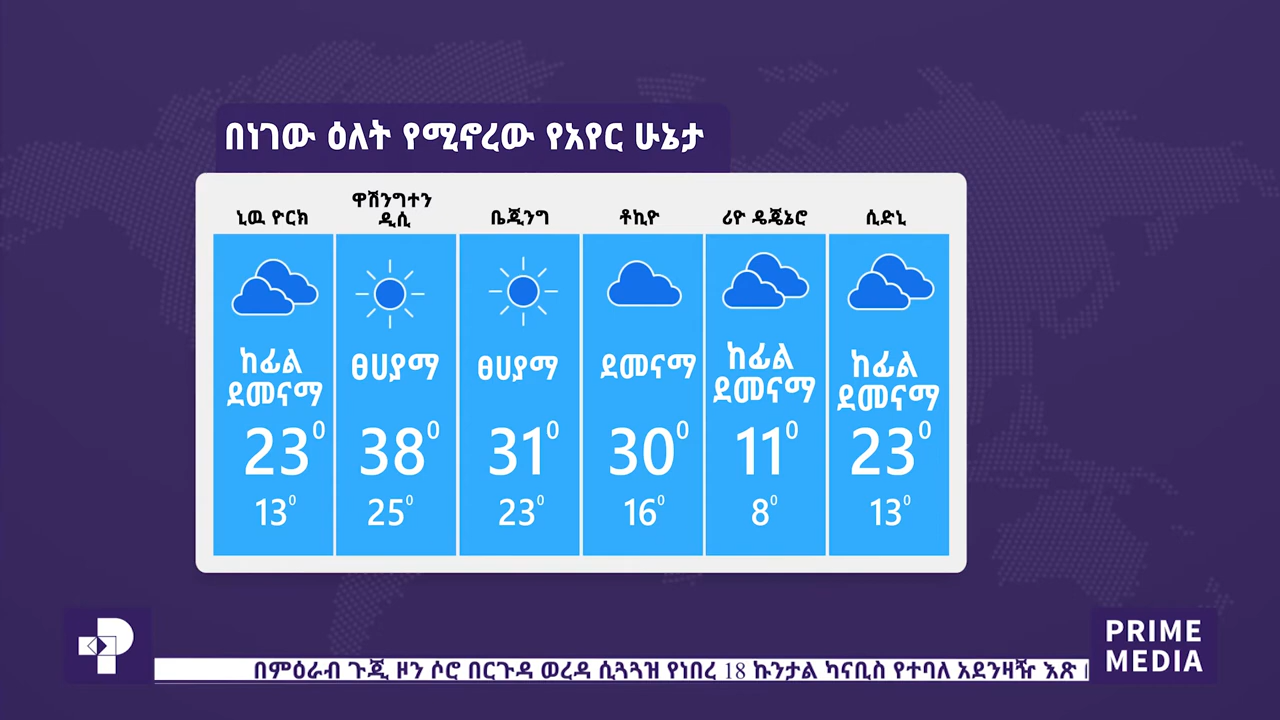 በነገው ዕለት የሚኖረው የአየር ሁኔታ
ኒዉ ዮርክ
ዋሽንግተን
ዲሲ
ቤጂንግ
ቶኪዮ
ሪዮ ዴጄኔሮ
ሲድኒ
ከፊል
ደመናማ
ፀሀያማ
ፀሀያማ
ደመናማ
ከፊል
ደመናማ
ከፊል
ደመናማ
23⁰ 38⁰ 31⁰ 30⁰ 11⁰ 23⁰
13⁰ 25⁰ 23⁰ 16⁰ 8⁰ 13⁰
PRIME
MEDIA
በምዕራብ ጉጂ ዞን ሶሮ በርጉዳ ወረዳ ሲጓጓዝ የነበረ 18 ኩንታል ካናቢስ የተባለ አደንዛዥ እጽ